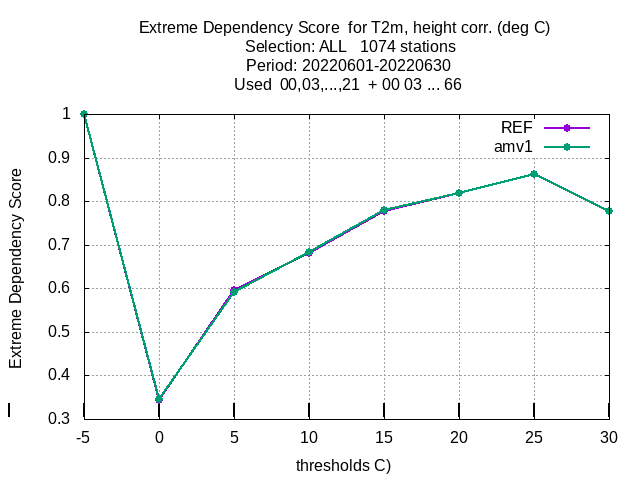 Extreme Dependency Score  for T2m, height corr. (deg C)
Selection: ALL   1074 stations
Period: 20220601-20220630
Used  00,03,...,21  + 00 03 ... 66
REF
amv1
Extreme Dependency Score
1
0.9
0.8
0.7
0.6
0.5
0.4
0.3
-5 0 5 10 15 20 25 30
thresholds C)